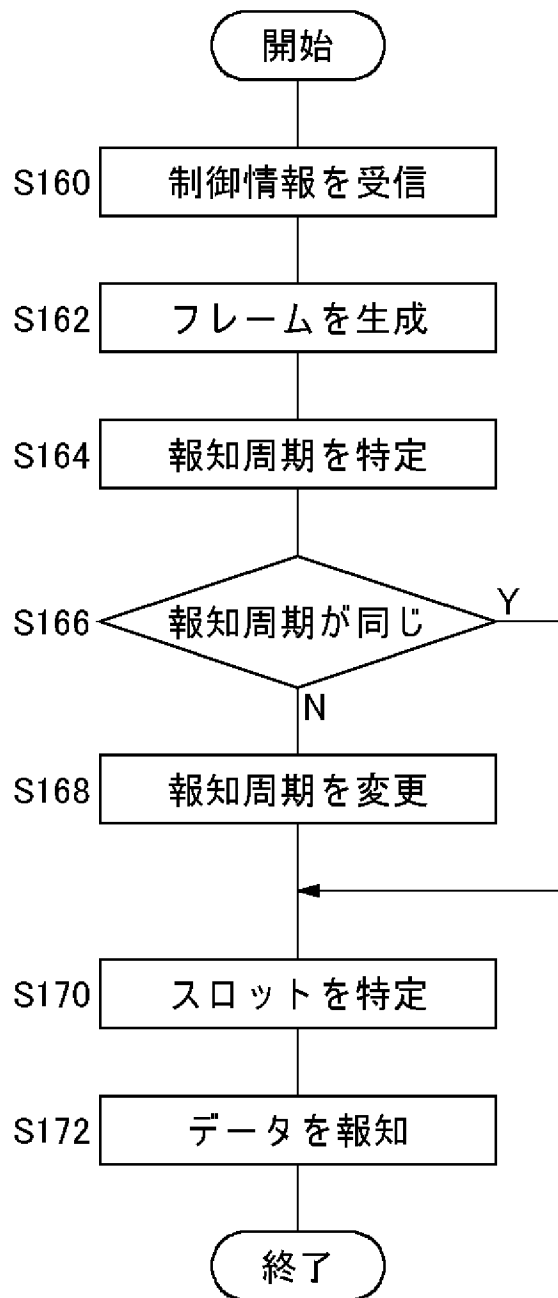 開始
S160 制御情報を受信
S162 フレームを生成
S164 報知周期を特定
S166 報知周期が同じ Y
N
S168 報知周期を変更
S170 スロットを特定
S172 データを報知
終了